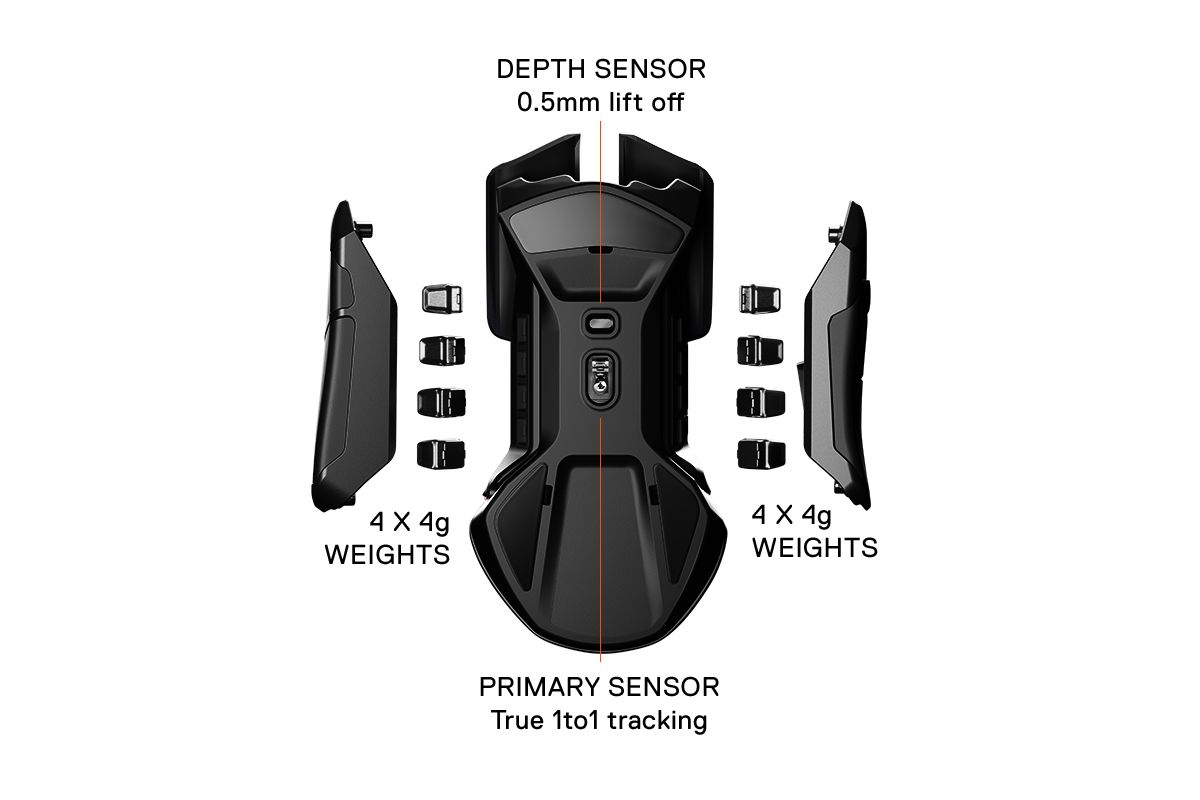 DEPTH SENSOR
0.5mm lift off
4 X 4g
WEIGHTS
4 X 4g
WEIGHTS
PRIMARY SENSOR
True 1to1 tracking